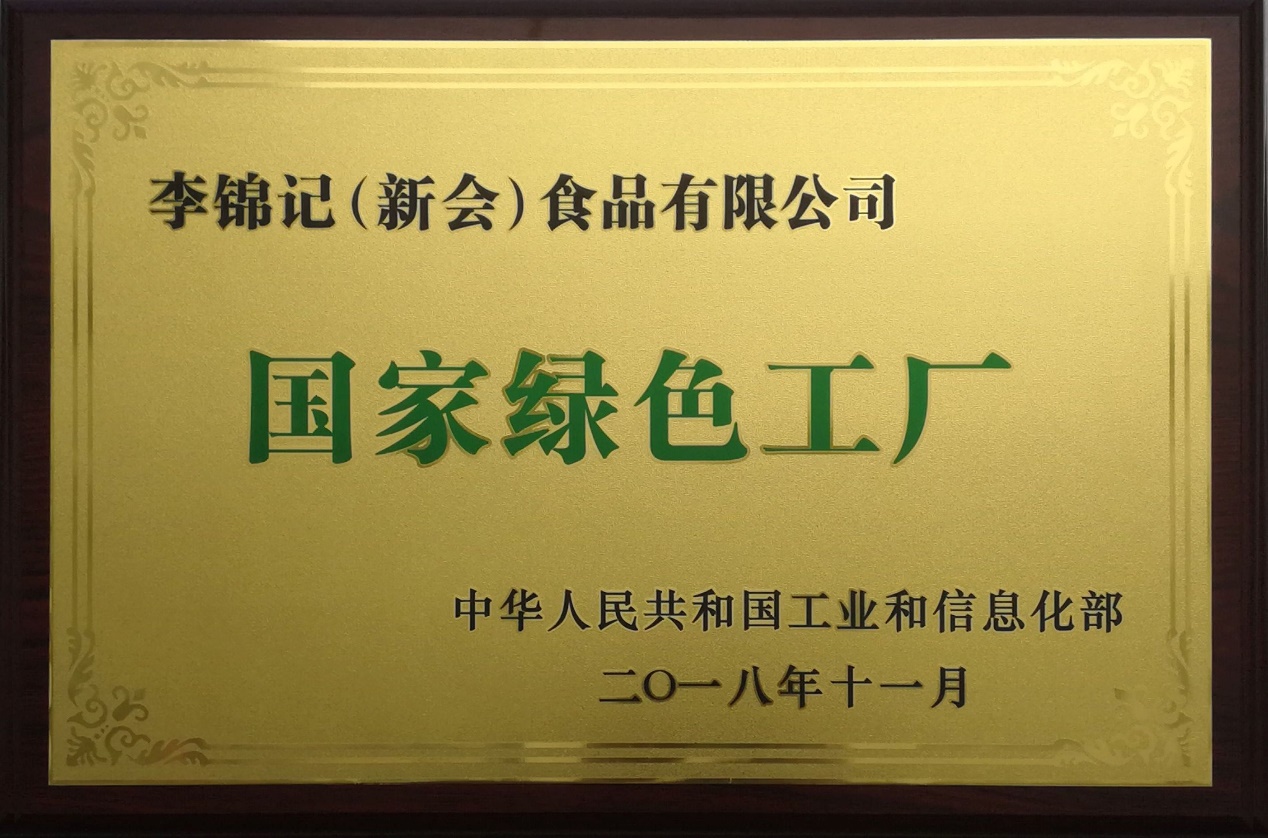 李锦记(新会)食品有限公司
国家绿色工厂
中华人民共和国工业和信息化部
二〇一八年十一月